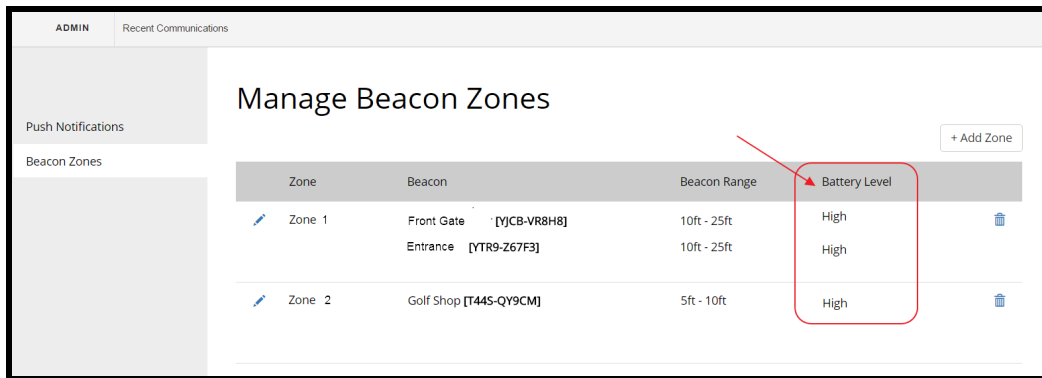 ADMIN Recent Communications
Manage Beacon Zones
Push Notifications
+ Add Zone
Beacon Zones
Zone Beacon Beacon Range Battery Level
Zone 1 Front Gate [YJCB-VR8H8] 10ft - 25ft High
Entrance [YTR9-Z67F3] 10ft - 25ft High
Zone 2 Golf Shop [T44S-QY9CM] 5ft - 10ft High